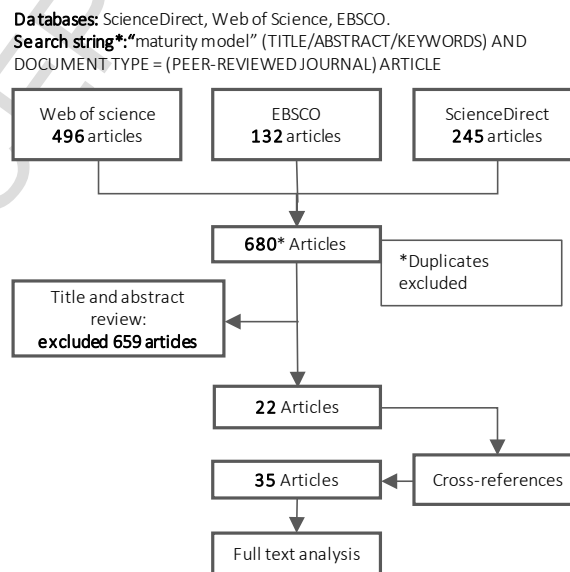 Databases: ScienceDirect, Web of Science, EBSCO.
Search string*:“maturity model” (TITLE/ABSTRACT/KEYWORDS) AND
DOCUMENT TYPE = (PEER-REVIEWED JOURNAL) ARTICLE
Web of science
496 articles
EBSCO
132 articles
ScienceDirect
245 articles
680* Articles
*Duplicates
excluded
Title and abstract
review:
excluded 659 articles
22 Articles
35 Articles
Cross-references
Full text analysis